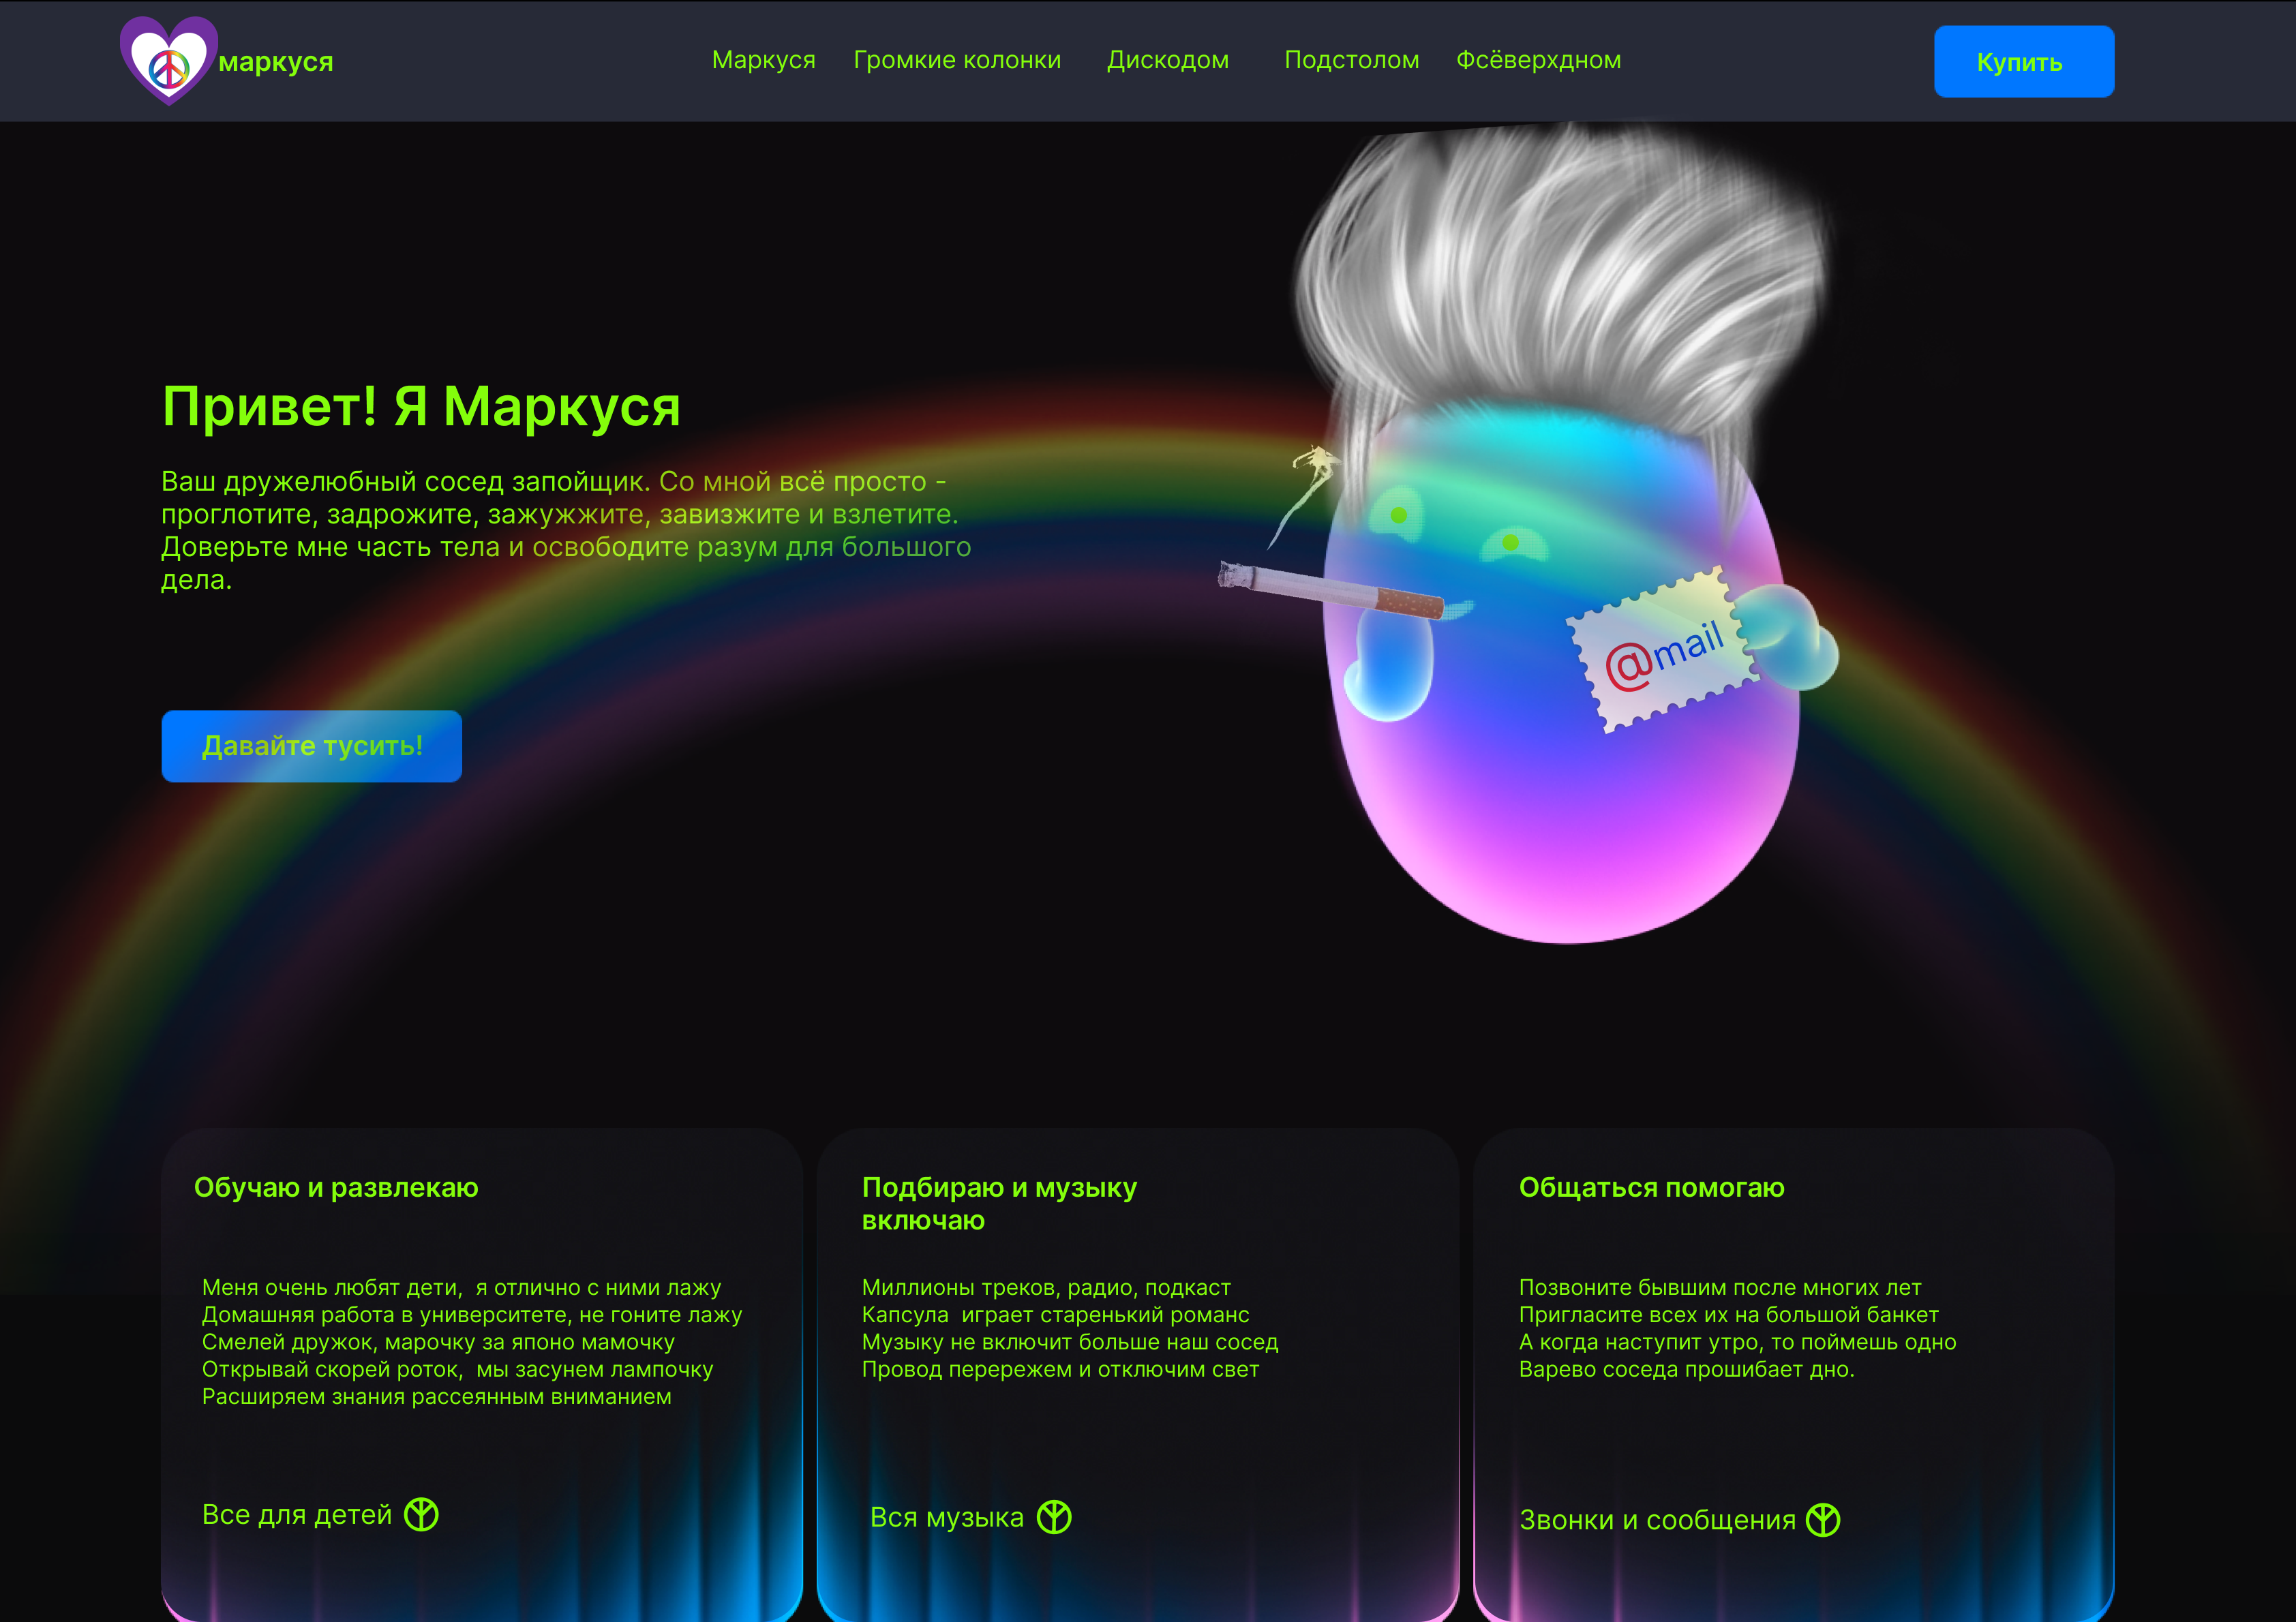 маркуся
Маркуся Громкие колонки Дискодом Подстолом Фсёверхдном
Купить
Привет! Я Маркуся
Ваш дружелюбный сосед запойщик. Со мной всё просто -
проглотите, задрожите, зажужжите, завизжите и взлетите.
Доверьте мне часть тела и освободите разум для большого
дела.
@mail
Давайте тусить!
Обучаю и развлекаю
Меня очень любят дети,  я отлично с ними лажу
Домашняя работа в университете, не гоните лажу
Смелей дружок, марочку за японо мамочку
Открывай скорей роток,  мы засунем лампочку
Расширяем знания рассеянным вниманием
Все для детей
Подбираю и музыку
включаю
Миллионы треков, радио, подкаст
Капсула  играет старенький романс
Музыку не включит больше наш сосед
Провод перережем и отключим свет
Вся музыка
Общаться помогаю
Позвоните бывшим после многих лет
Пригласите всех их на большой банкет
А когда наступит утро, то поймешь одно
Варево соседа прошибает дно.
Звонки и сообщения